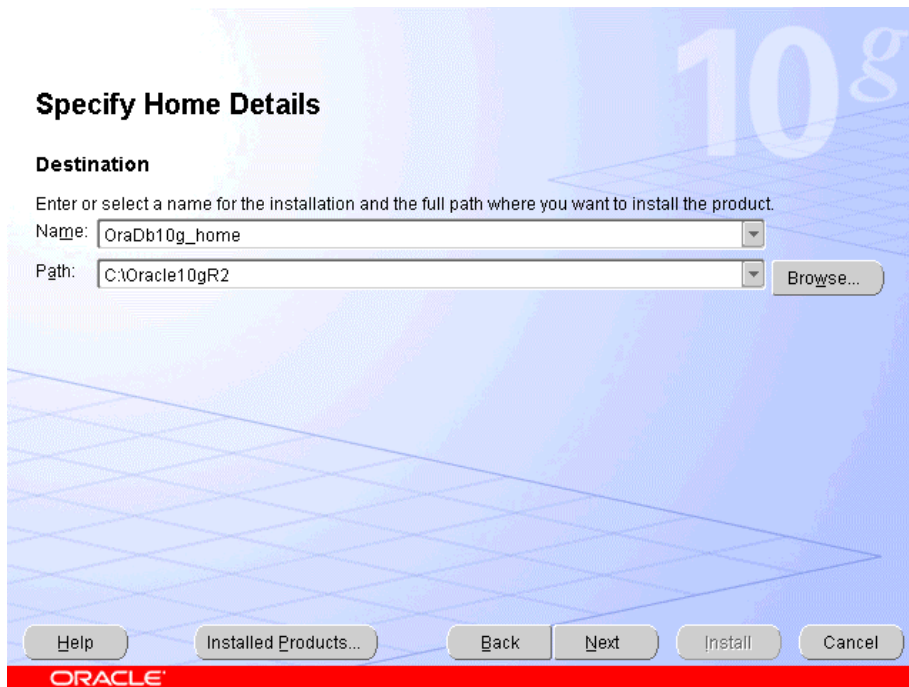 10g
Specify Home Details
Destination
Enter or select a name for the installation and the full path where you want to install the product.
Name: OraDb10g_home
Path: C:\Oracle10gR2 Browse...
Help Installed Products... Back Next Install Cancel
ORACLE